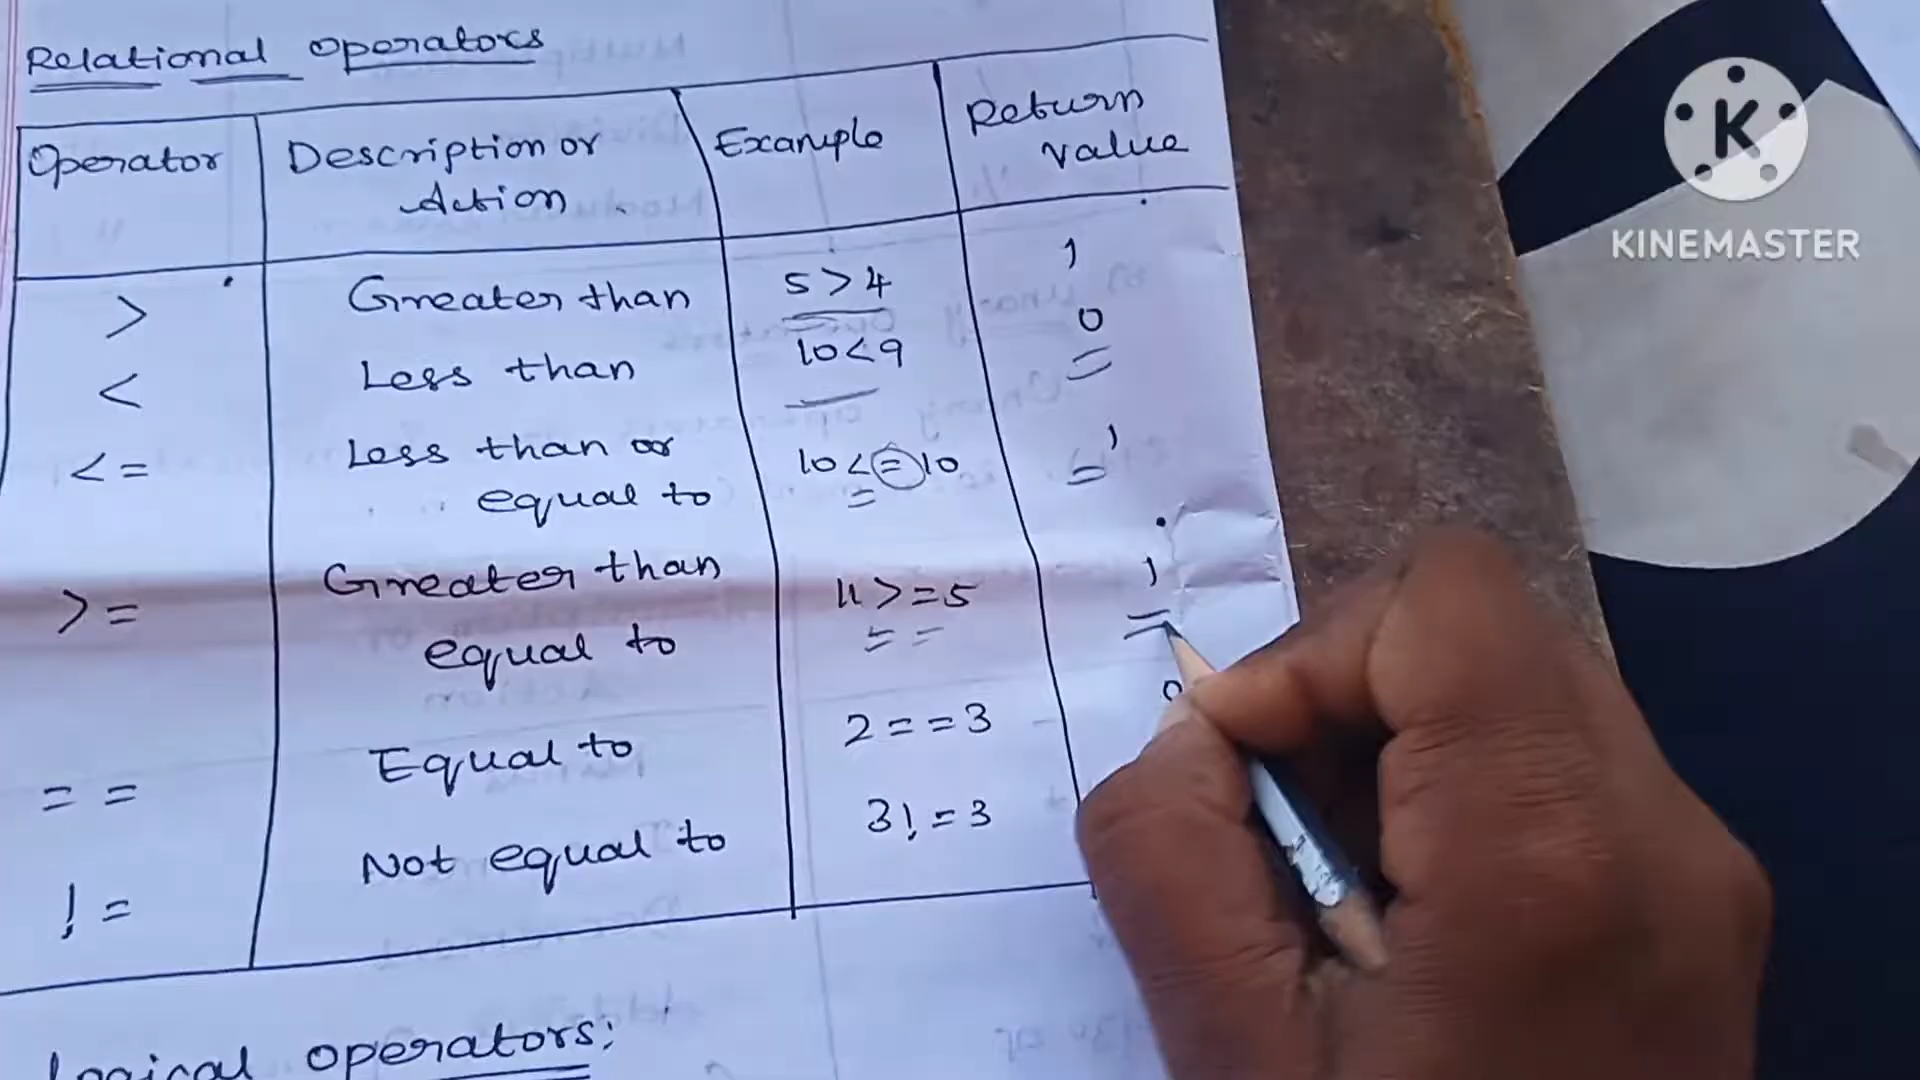 Relational operators
Operator
Description or
Action
Example
Return
value
>
Greater than
5 > 4
1
<
Less than
10 < 9
0
< =
Less than or
equal to
10 < = 10
1
> =
Greater than
equal to
11 > = 5
1
= =
Equal to
2 = = 3
0
! =
Not equal to
3 ! = 3
Logical operators:
K
KINEMASTER